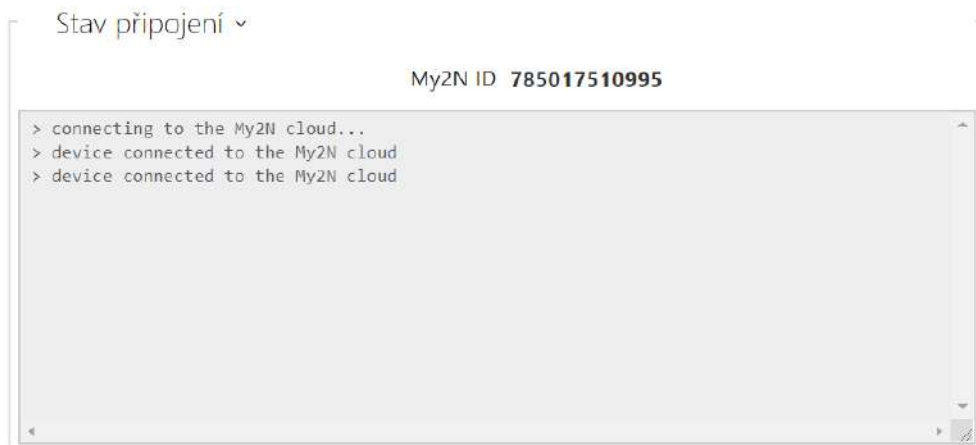 Stav připojení
My2N ID 785017510995
> connecting to the My2N cloud...
> device connected to the My2N cloud
> device connected to the My2N cloud